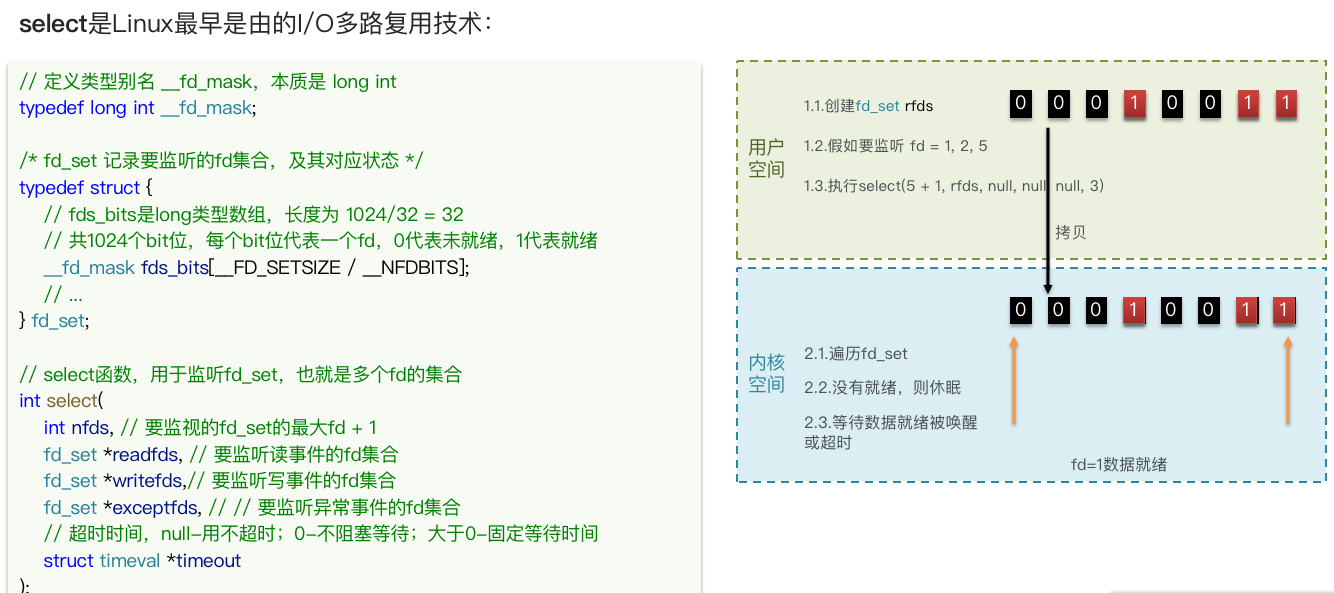 select是Linux最早是由的I/O多路复用技术：
// 定义类型别名 __fd_mask，本质是 long int
typedef long int __fd_mask;
/* fd_set 记录要监听的fd集合，及其对应状态 */
typedef struct {
// fds_bits是long类型数组，长度为 1024/32 = 32
// 共1024个bit位，每个bit位代表一个fd，0代表未就绪，1代表就绪
__fd_mask fds_bits[__FD_SETSIZE / __NFDBITS];
// ...
} fd_set;
// select函数，用于监听fd_set，也就是多个fd的集合
int select(
int nfds, // 要监视的fd_set的最大fd + 1
fd_set *readfds, // 要监听读事件的fd集合
fd_set *writefds,// 要监听写事件的fd集合
fd_set *exceptfds, // // 要监听异常事件的fd集合
// 超时时间，null-用不超时；0-不阻塞等待；大于0-固定等待时间
struct timeval *timeout
);
用户
空间
1.1.创建fd_set rfds
0 0 0 1 0 0 1 1
1.2.假如要监听 fd = 1, 2, 5
1.3.执行select(5 + 1, rfds, null, null, null, 3)
拷贝
内核
空间
0 0 0 1 0 0 1 1
2.1.遍历fd_set
2.2.没有就绪，则休眠
2.3.等待数据就绪被唤醒
或超时
fd=1数据就绪